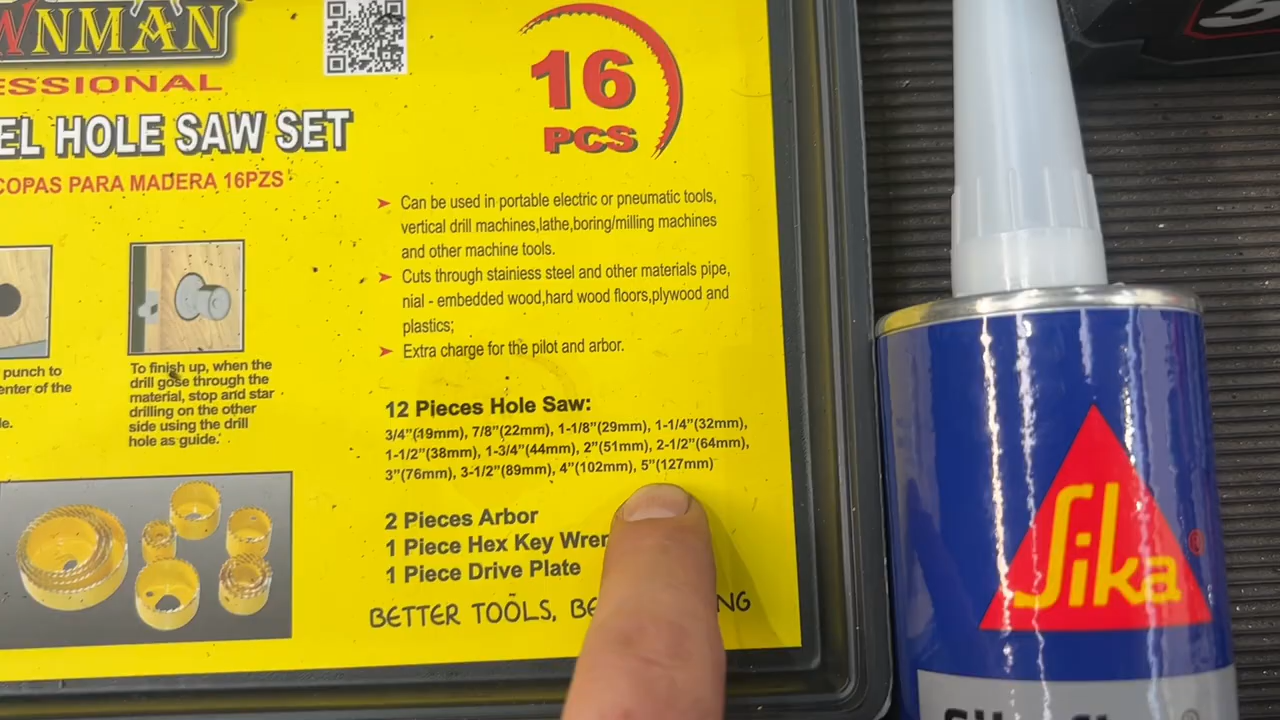 WNMAN
ESSIONAL
EL HOLE SAW SET
COPAS PARA MADERA 16PZS
16
PCS
➤ Can be used in portable electric or pneumatic tools,
vertical drill machines,lathe,boring/milling machines
and other machine tools.
➤ Cuts through stainiess steel and other materials pipe,
nial - embedded wood,hard wood floors,plywood and
plastics;
➤ Extra charge for the pilot and arbor.
punch to
enter of the
le.
To finish up, when the
drill gose through the
material, stop and star
drilling on the other
side using the drill
hole as guide.
12 Pieces Hole Saw:
3/4"(19mm), 7/8"(22mm), 1-1/8"(29mm), 1-1/4"(32mm),
1-1/2"(38mm), 1-3/4"(44mm), 2"(51mm), 2-1/2"(64mm),
3"(76mm), 3-1/2"(89mm), 4"(102mm), 5"(127mm)
2 Pieces Arbor
1 Piece Hex Key Wren
1 Piece Drive Plate
BETTER TOOLS, BE NG
Sika ®
5